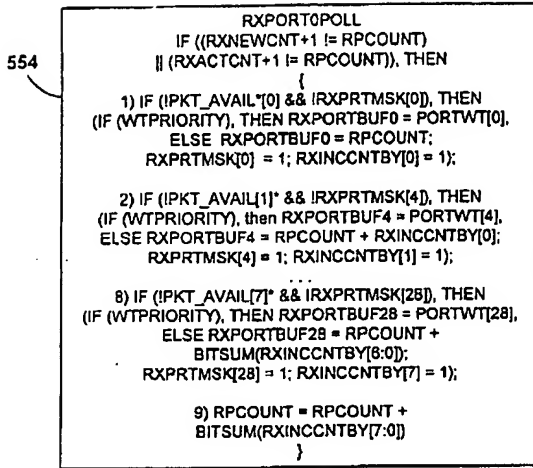 554
RXPORT0POLL
IF ((RXNEWCNT+1 != RPCOUNT)
|| (RXACTCNT+1 != RPCOUNT)), THEN
{
1) IF (!PKT_AVAIL*[0] && !RXPRTMSK[0]), THEN
(IF (WTPRIORITY), THEN RXPORTBUF0 = PORTWT[0],
ELSE RXPORTBUF0 = RPCOUNT;
RXPRTMSK[0] = 1; RXINCCNTBY[0] = 1);
2) IF (!PKT_AVAIL[1]* && !RXPRTMSK[4]), THEN
(IF (WTPRIORITY), then RXPORTBUF4 = PORTWT[4],
ELSE RXPORTBUF4 = RPCOUNT + RXINCCNTBY[0];
RXPRTMSK[4] = 1; RXINCCNTBY[1] = 1);
...
8) IF (!PKT_AVAIL[7]* && !RXPRTMSK[28]), THEN
(IF (WTPRIORITY), THEN RXPORTBUF28 = PORTWT[28],
ELSE RXPORTBUF28 = RPCOUNT +
BITSUM(RXINCCNTBY[6:0]);
RXPRTMSK[28] = 1; RXINCCNTBY[7] = 1);
9) RPCOUNT = RPCOUNT +
BITSUM(RXINCCNTBY[7:0])
}